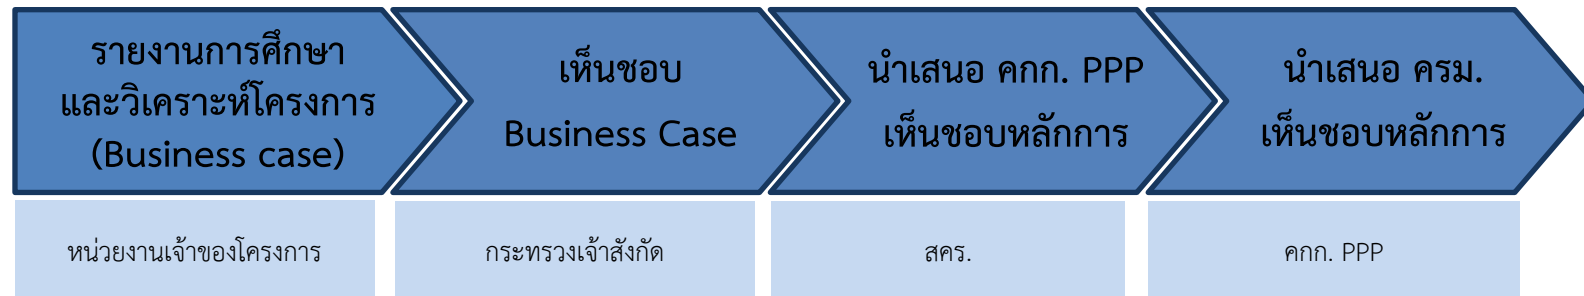 รายงานการศึกษา
และวิเคราะห์โครงการ
(Business case)
เห็นชอบ
Business Case
นำเสนอ คกก. PPP
เห็นชอบหลักการ
นำเสนอ ครม.
เห็นชอบหลักการ
หน่วยงานเจ้าของโครงการ
กระทรวงเจ้าสังกัด
สคร.
คกก. PPP